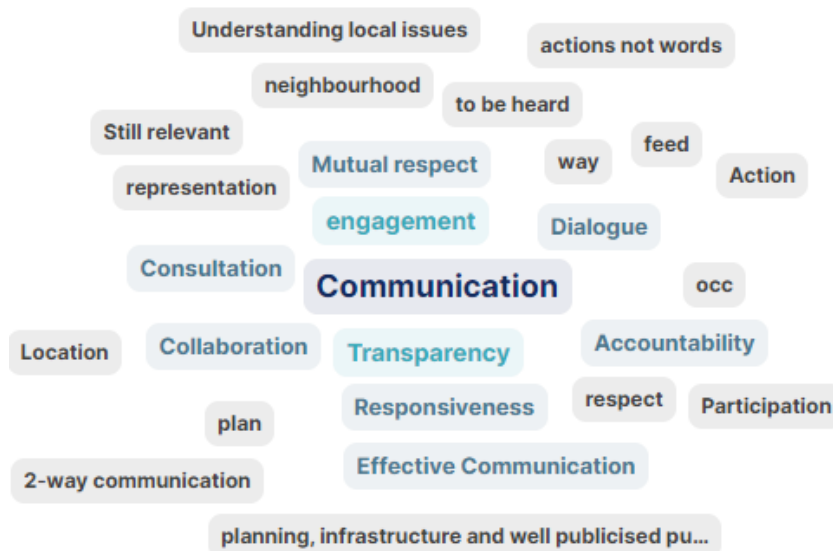 Understanding local issues
actions not words
neighbourhood
to be heard
Still relevant
feed
Mutual respect
way
Action
representation
engagement
Dialogue
Consultation
Communication
occ
Location
Collaboration
Transparency
Accountability
Responsiveness
respect
Participation
plan
Effective Communication
2-way communication
planning, infrastructure and well publicised pu...